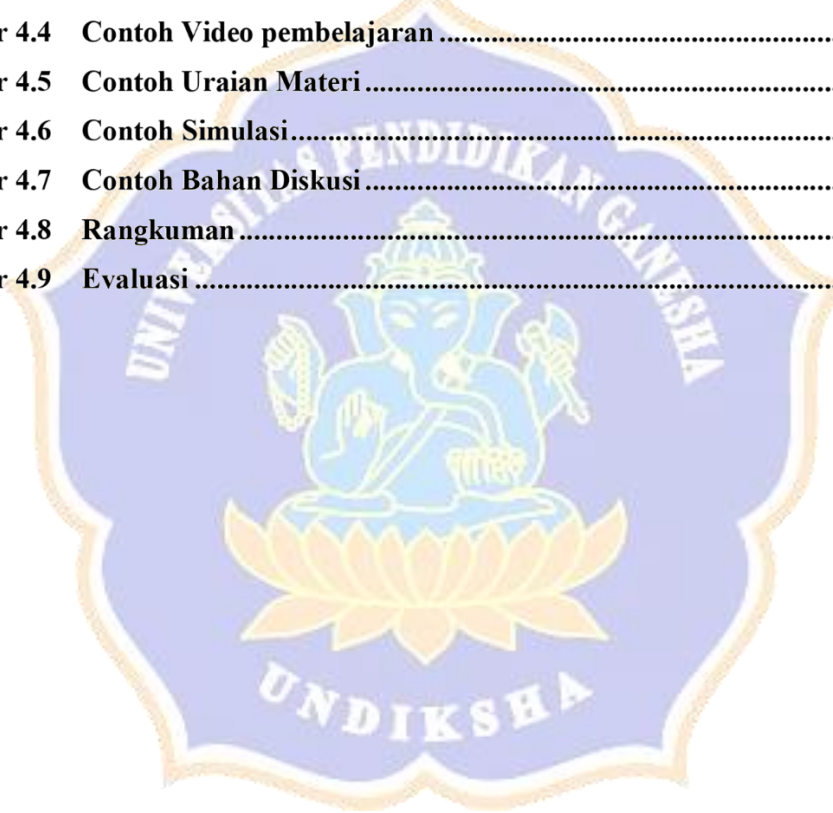 r 4.4 Contoh Video pembelajaran ......................................................
r 4.5 Contoh Uraian Materi ................................................................
r 4.6 Contoh Simulasi..........................................................................
r 4.7 Contoh Bahan Diskusi ................................................................
r 4.8 Rangkuman .................................................................................
r 4.9 Evaluasi .......................................................................................
UNIVERSITAS PENDIDIKAN GANESHA
UNDIKSHA